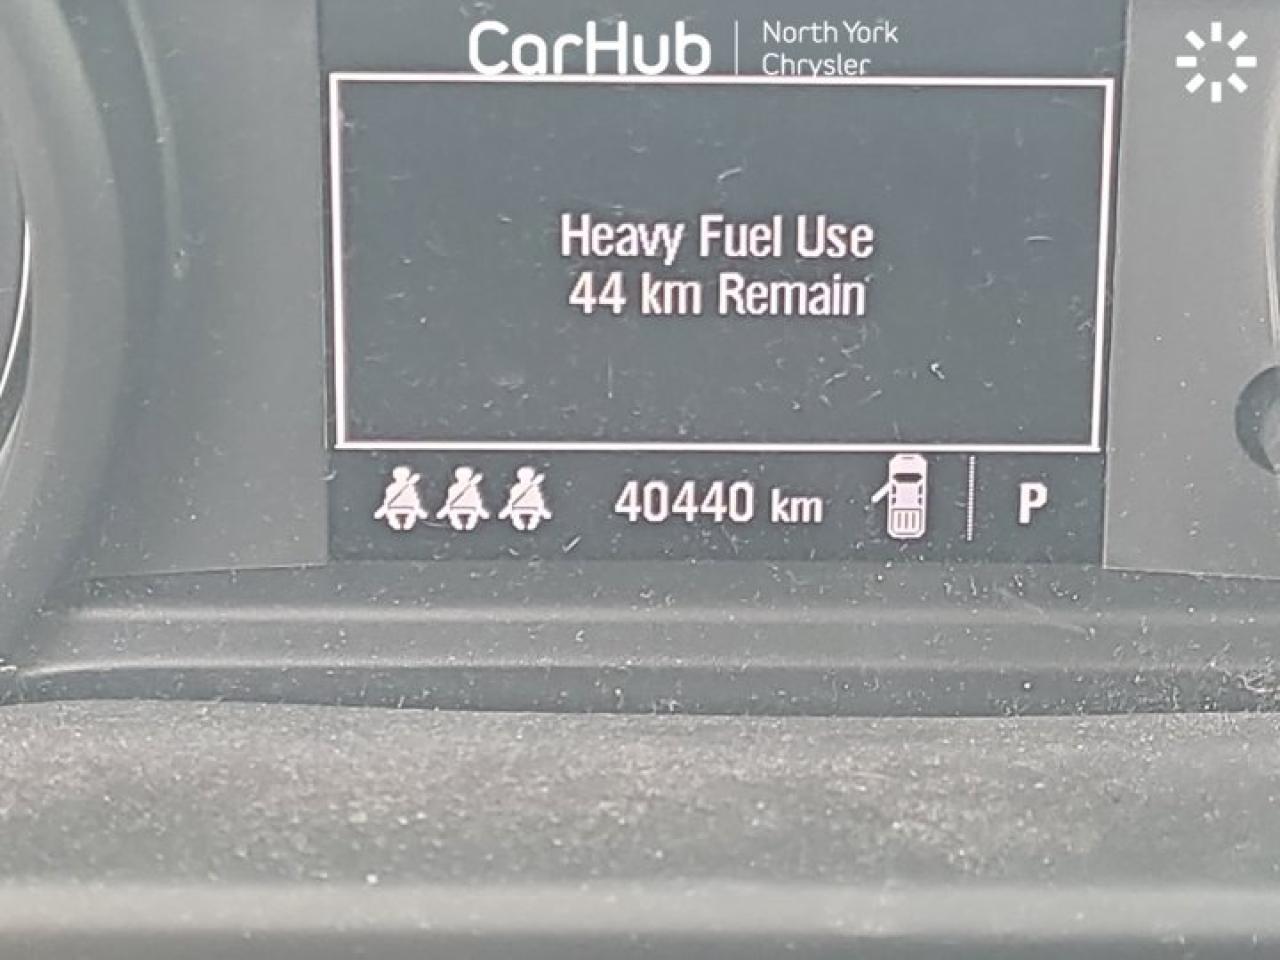 CarHub
North York
Chrysler
Heavy Fuel Use
44 km Remain
40440 km
P